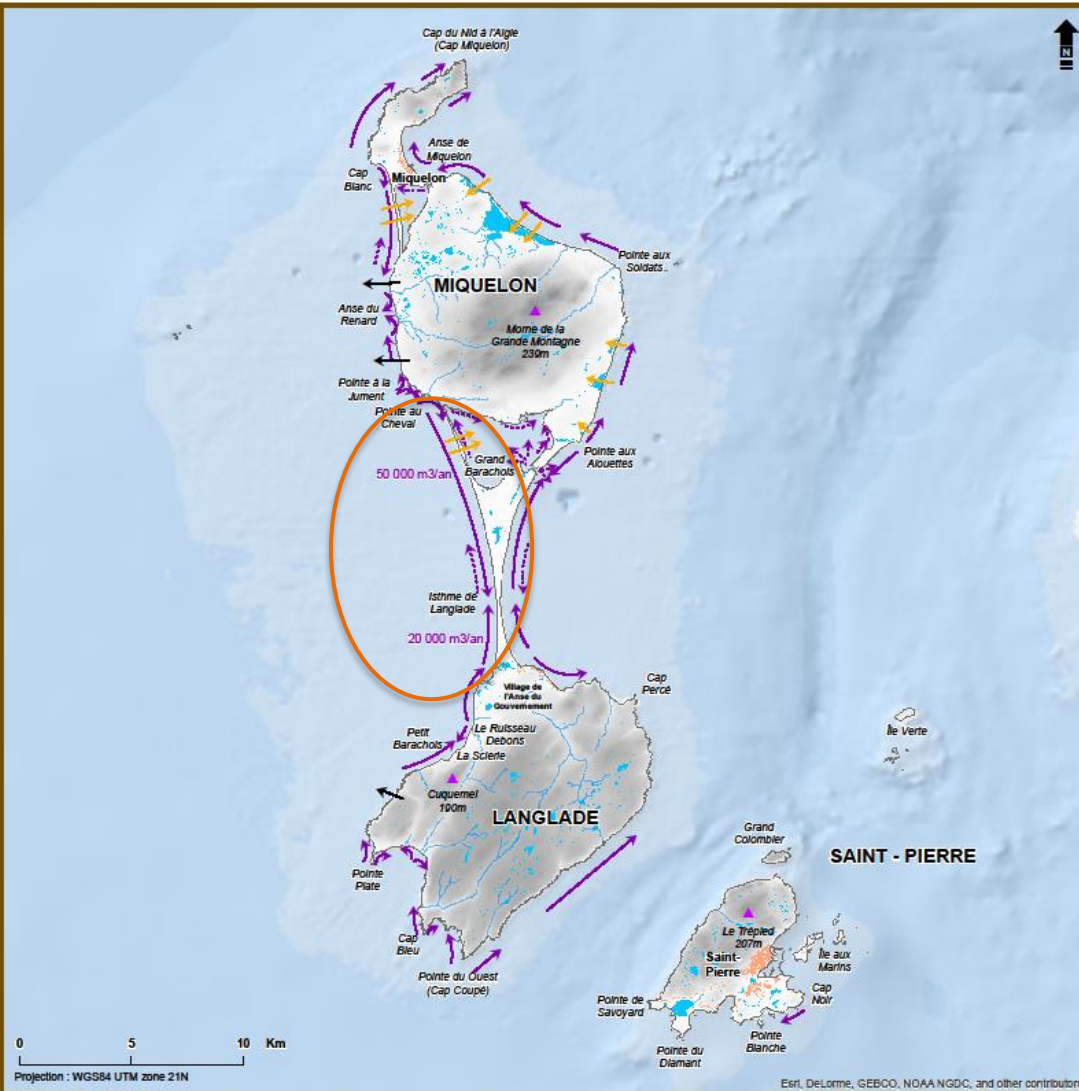 Cap du Nid à l'Aigle
(Cap Miquelon)
N
Anse de
Miquelon
Cap
Blanc
Miquelon
Pointe aux
Soldats
MIQUELON
Anse du
Renard
Morne de la
Grande Montagne
239m
Pointe à la
Jument
Pointe au
Cheval
Grand
Barachois
Pointe aux
Alouettes
50 000 m3/an
Isthme de
Langlade
20 000 m3/an
Village de
l'Anse du
Gouvernement
Cap
Percé
Petit
Barachois
Le Ruisseau
Debons
La Scierie
Île Verte
Cuquemel
190m
LANGLADE
Grand
Colombier
SAINT - PIERRE
Pointe
Plate
Le Trépied
207m
Saint-
Pierre
Île aux
Marins
Cap
Bleu
Pointe du Ouest
(Cap Coupé)
Pointe de
Savoyard
Cap
Noir
Pointe
Blanche
Pointe du
Diamant
0 5 10 Km
Projection : WGS84 UTM zone 21N
Esri, DeLorme, GEBCO, NOAA NGDC, and other contributor